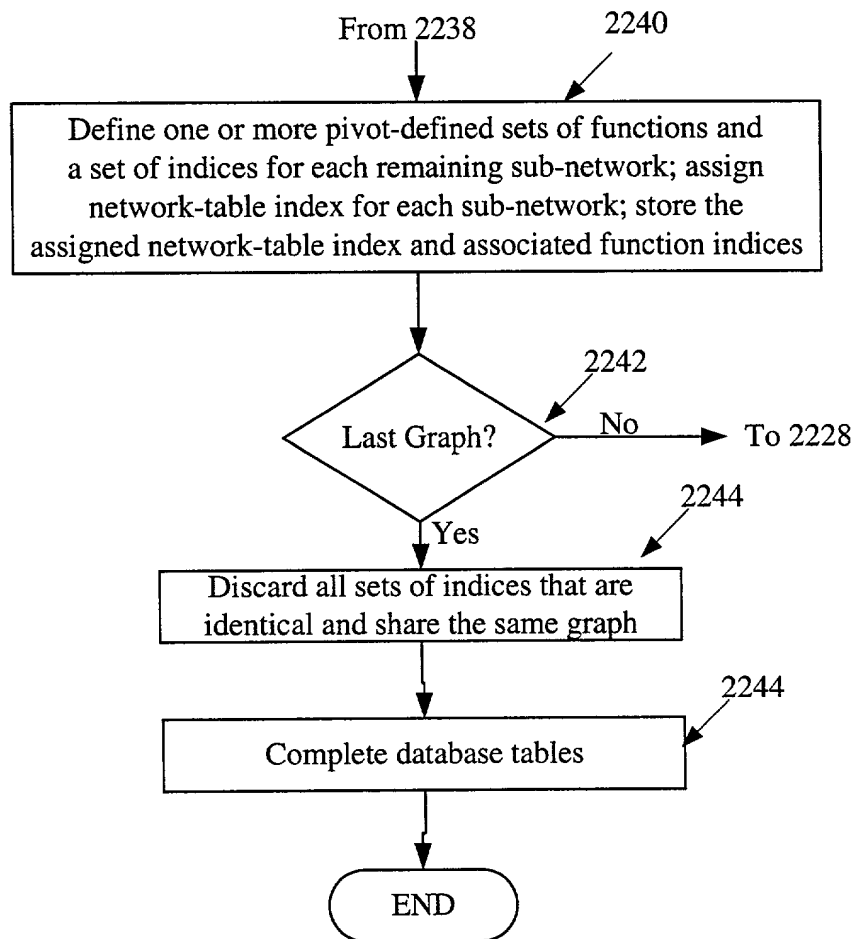 From 2238
2240
Define one or more pivot-defined sets of functions and
a set of indices for each remaining sub-network; assign
network-table index for each sub-network; store the
assigned network-table index and associated function indices
2242
Last Graph?
No
To 2228
Yes
2244
Discard all sets of indices that are
identical and share the same graph
2244
Complete database tables
END